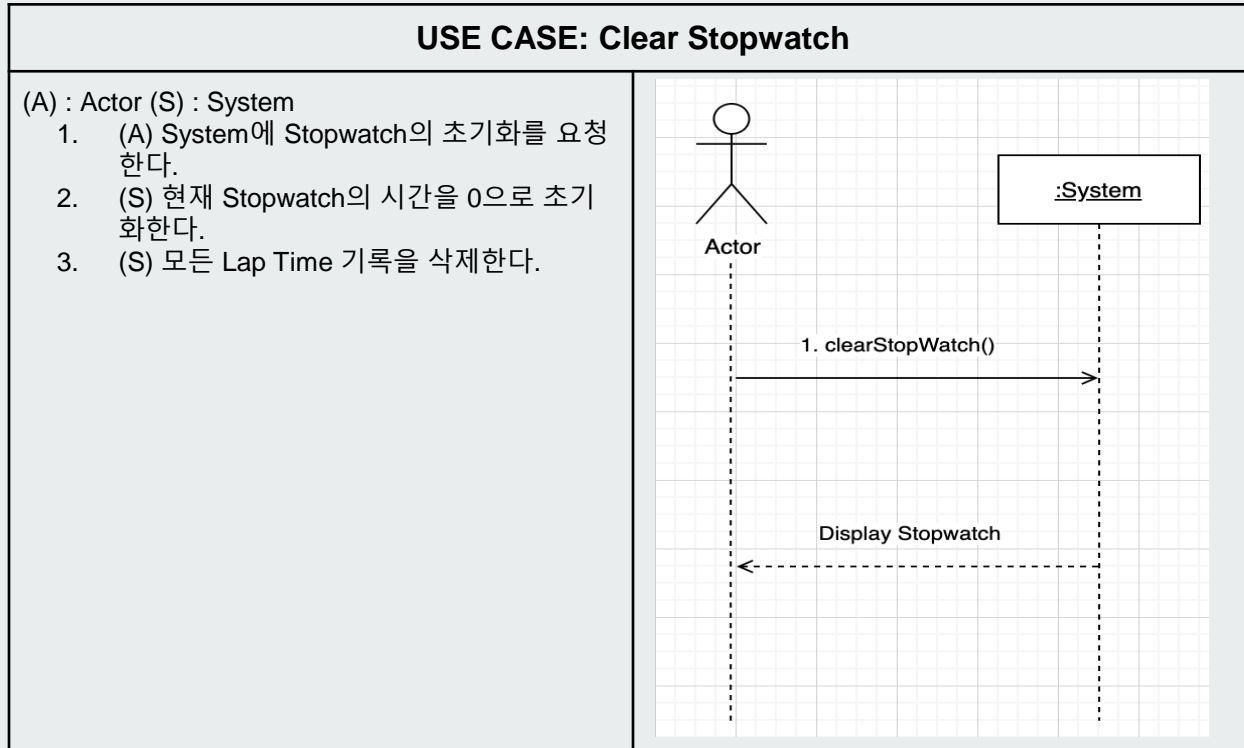 USE CASE: Clear Stopwatch
(A) : Actor (S) : System
1. (A) System에 Stopwatch의 초기화를 요청
한다.
2. (S) 현재 Stopwatch의 시간을 0으로 초기
화한다.
3. (S) 모든 Lap Time 기록을 삭제한다.
:System
Actor
1. clearStopWatch()
Display Stopwatch